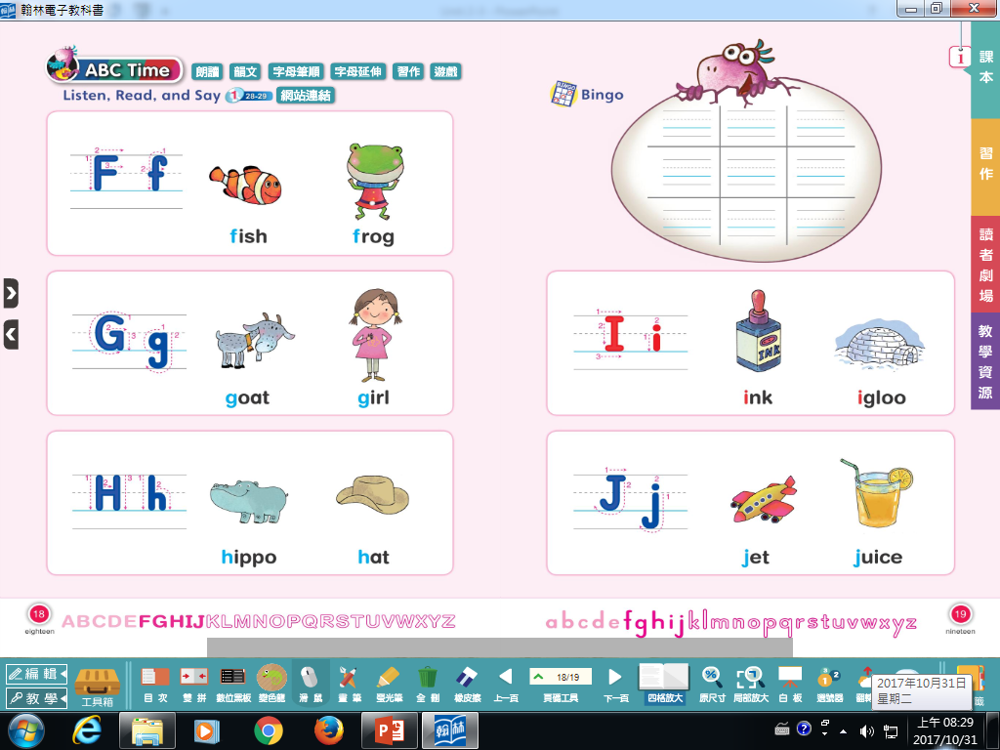 翰林電子教科書
ABC Time
朗讀 韻文 字母筆順 字母延伸 習作 遊戲
Listen, Read, and Say 1 28-29 網站連結
BINGO
Bingo
1
課本
習作
讀者劇場
教學資源
F f
fish frog
G g
goat girl
H h
hippo hat
INK
I i
ink igloo
J j
jet juice
18
eighteen
ABCDEFGHIJKLMNOPQRSTUVWXYZ
abcdefghijklmnopqrstuvwxyz
19
nineteen
編輯
教學
工具箱
目次 雙拼 數位黑板 變色龍 滑鼠 畫筆 螢光筆 全刪 橡皮擦 上一頁 18/19 頁碼工具 下一頁 四格放大 原尺寸 局部放大 白板 選號器
2017年10月31日
星期二
翰林
上午 08:29
2017/10/31